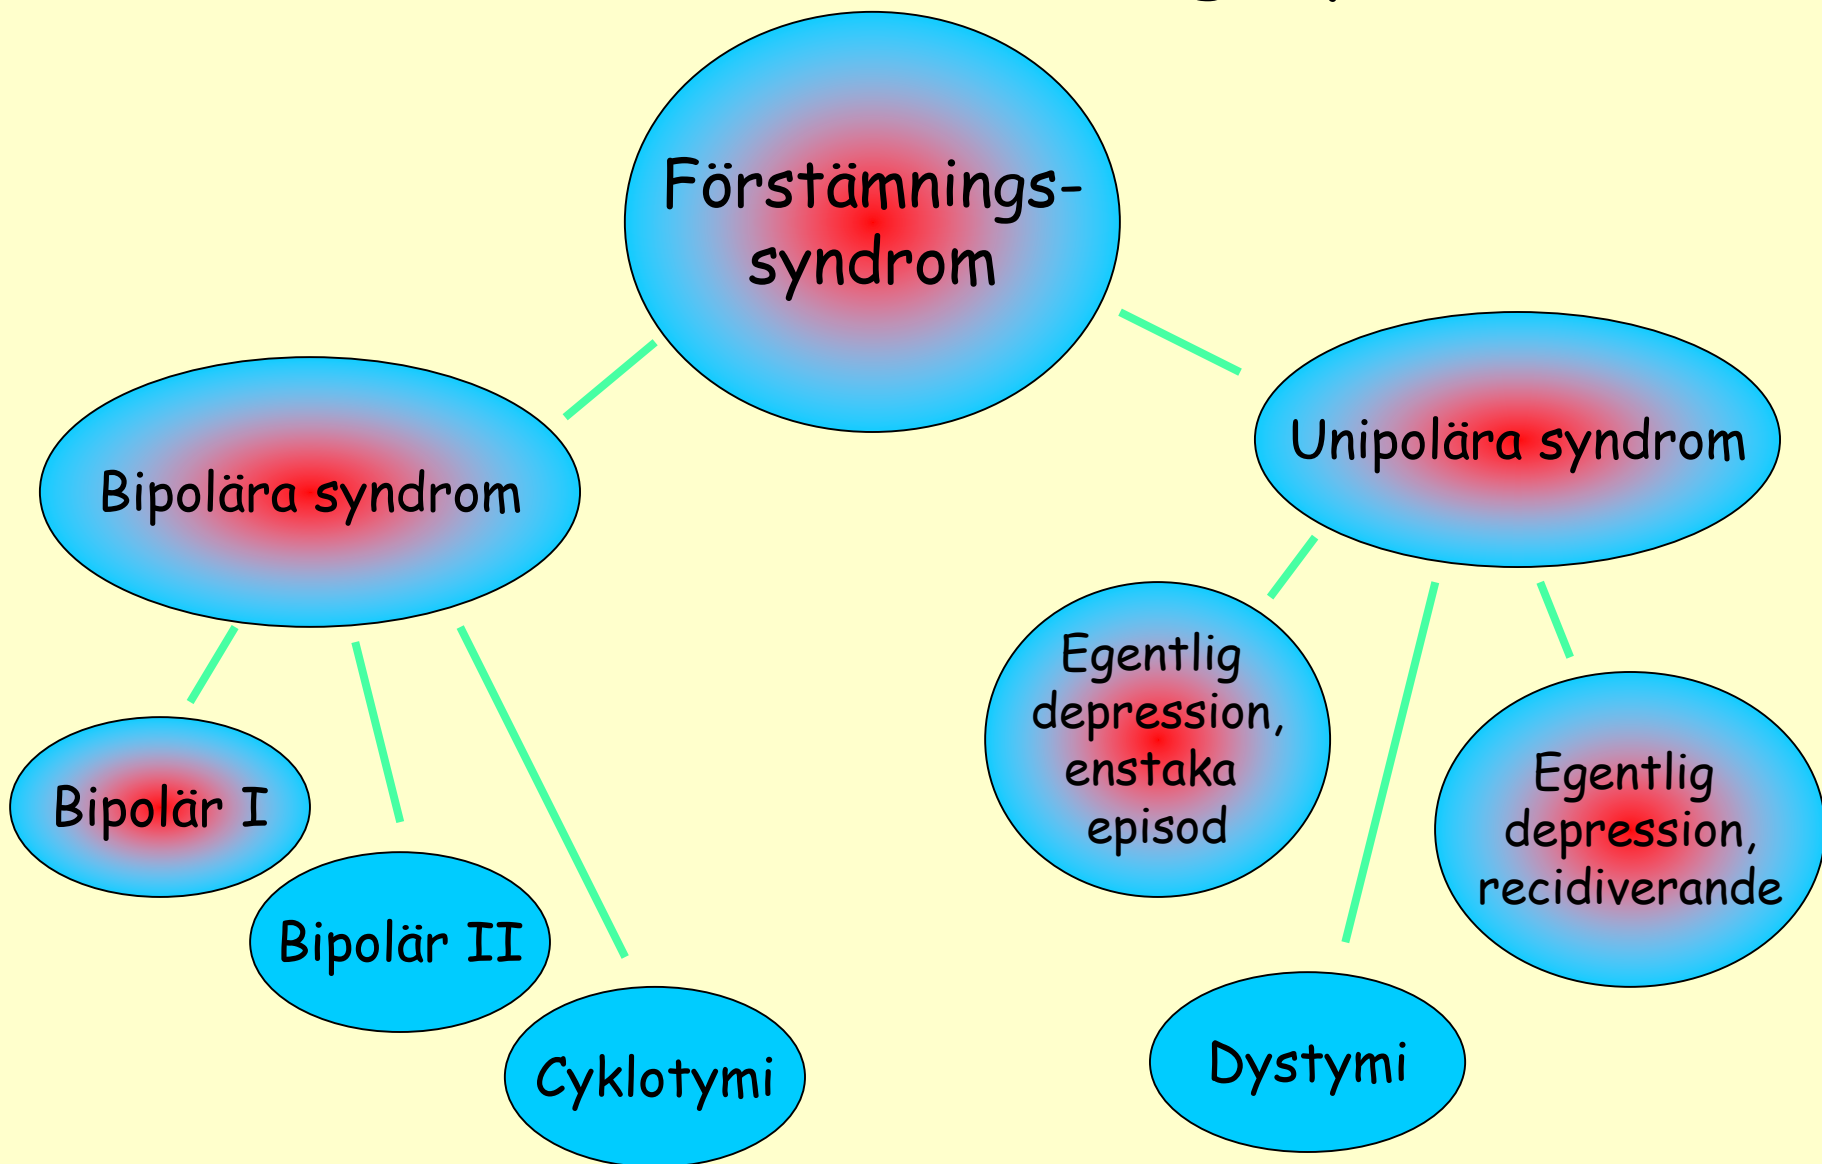 Förstämnings-
syndrom
Unipolära syndrom
Bipolära syndrom
Egentlig
depression,
enstaka
episod
Egentlig
depression,
recidiverande
Bipolär I
Bipolär II
Cyklotymi
Dystymi